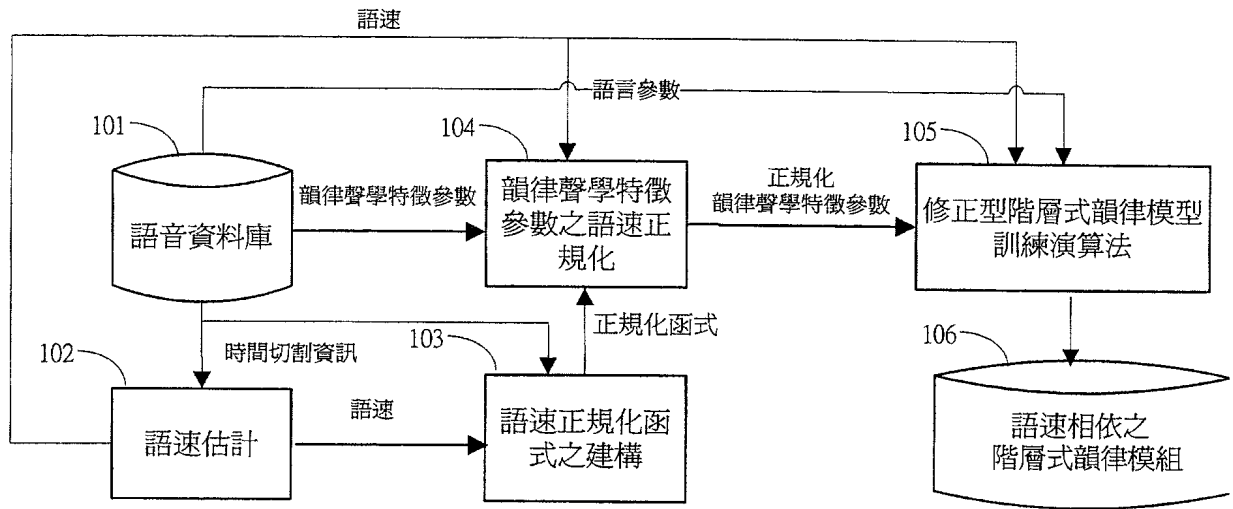 語速
語言參數
101
語音資料庫
韻律聲學特徵參數
104
韻律聲學特徵
參數之語速正
規化
正規化
韻律聲學特徵參數
105
修正型階層式韻律模型
訓練演算法
時間切割資訊
正規化函式
102
語速估計
語速
103
語速正規化函
式之建構
106
語速相依之
階層式韻律模組